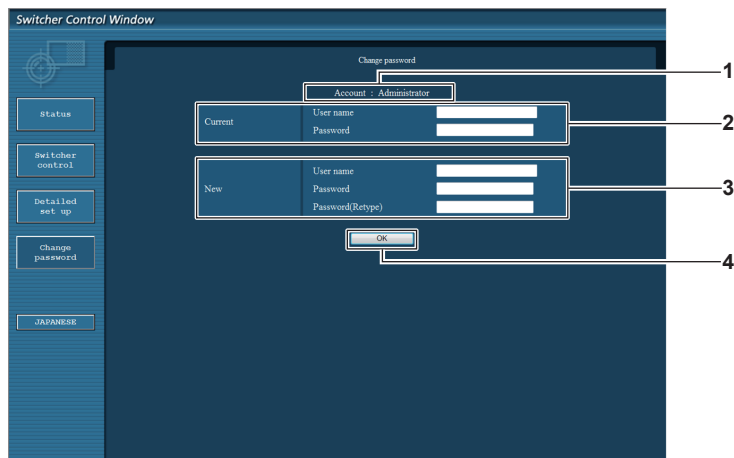 Switcher Control Window
Change password
1
Account : Administrator
2
Current
User name
Password
3
New
User name
Password
Password(Retype)
OK
4
Status
Switcher
control
Detailed
set up
Change
password
JAPANESE